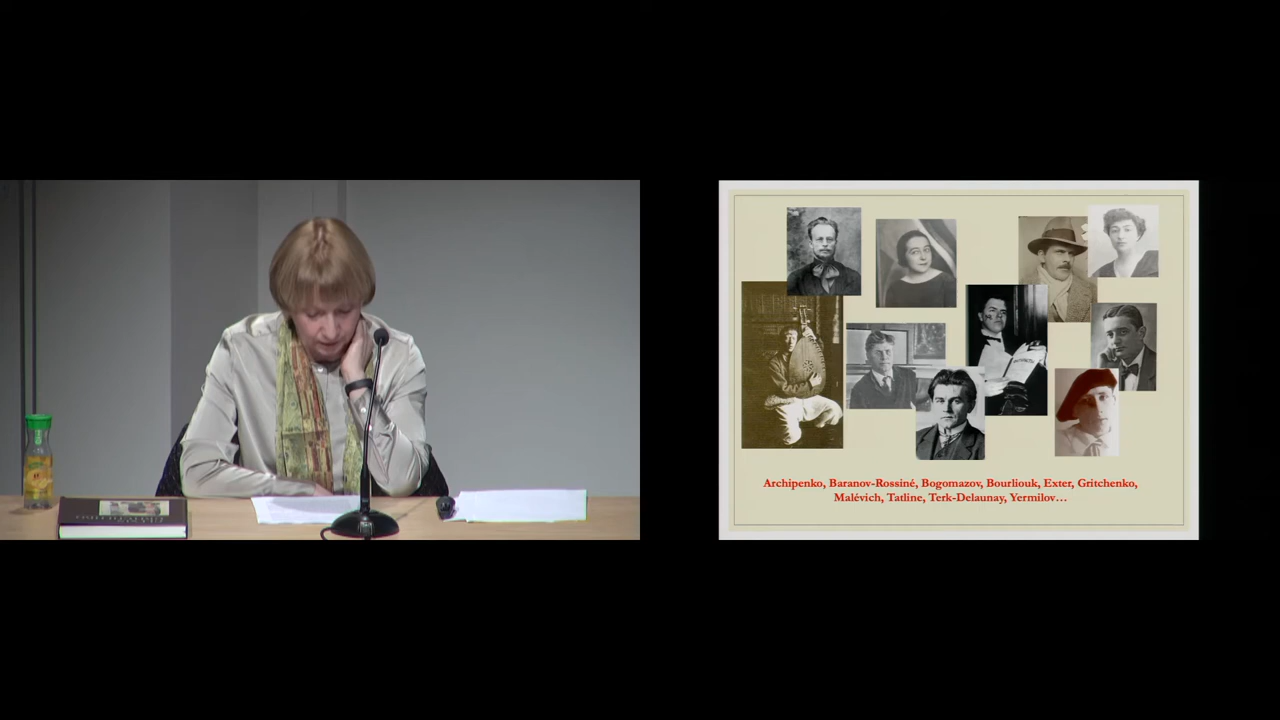 Archipenko, Baranov-Rossiné, Bogomazov, Bourliouk, Exter, Gritchenko,
Malévich, Tatline, Terk-Delaunay, Yermilov…